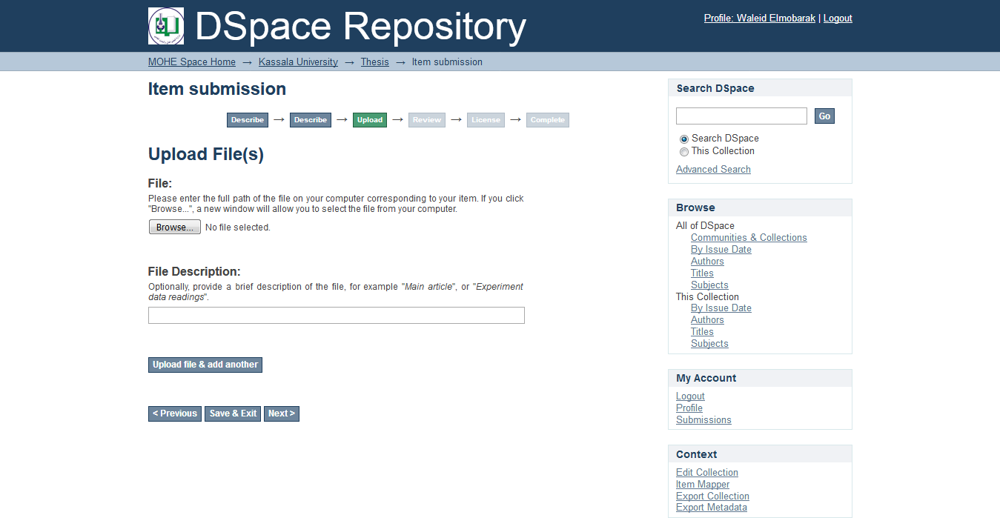 DSpace Repository
Profile: Waleid Elmobarak | Logout
MOHE Space Home → Kassala University → Thesis → Item submission
Item submission
Describe → Describe → Upload → Review → License → Complete
Upload File(s)
File:
Please enter the full path of the file on your computer corresponding to your item. If you click
"Browse...", a new window will allow you to select the file from your computer.
Browse... No file selected.
File Description:
Optionally, provide a brief description of the file, for example "Main article", or "Experiment
data readings".
Upload file & add another
< Previous Save & Exit Next >
Search DSpace
Go
Search DSpace
This Collection
Advanced Search
Browse
All of DSpace
Communities & Collections
By Issue Date
Authors
Titles
Subjects
This Collection
By Issue Date
Authors
Titles
Subjects
My Account
Logout
Profile
Submissions
Context
Edit Collection
Item Mapper
Export Collection
Export Metadata